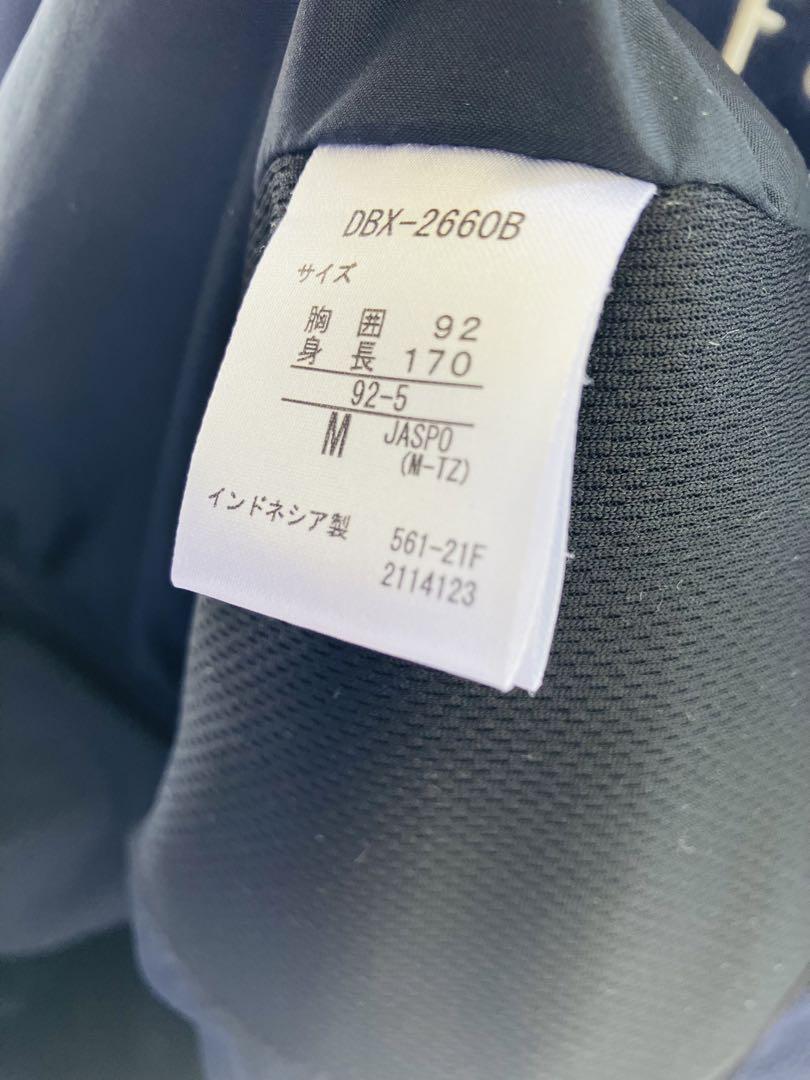 DBX-2660B
サイズ
胸 囲 92
身 長 170
92-5
M JASPO
(M-TZ)
インドネシア製 561-21F
2114123